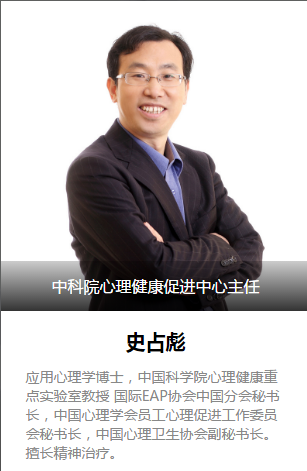 中科院心理健康促进中心主任
史占彪
应用心理学博士，中国科学院心理健康重
点实验室教授 国际EAP协会中国分会秘书
长，中国心理学会员工心理促进工作委员
会秘书长，中国心理卫生协会副秘书长。
擅长精神治疗。